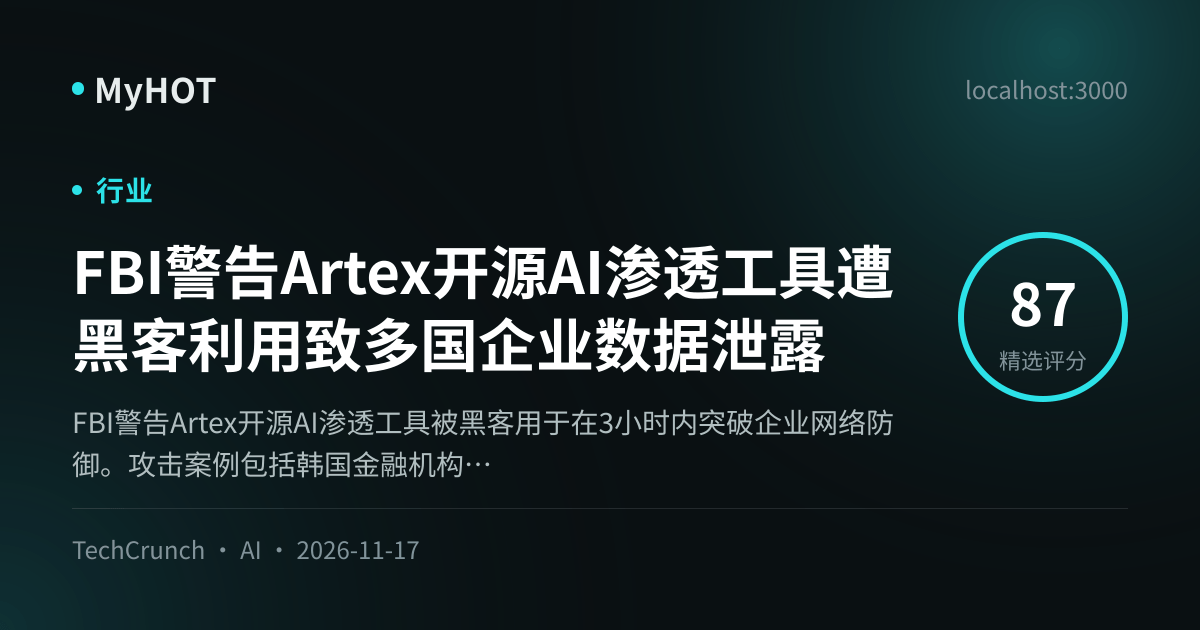 MyHOT
localhost:3000
行业
FBI警告Artex开源AI渗透工具遭
黑客利用致多国企业数据泄露
87
精选评分
FBI警告Artex开源AI渗透工具被黑客用于在3小时内突破企业网络防
御。攻击案例包括韩国金融机构…
TechCrunch · AI · 2026-11-17